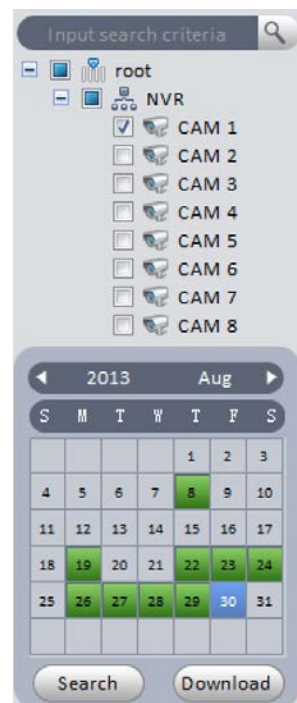 Input search criteria
root
NVR
CAM 1
CAM 2
CAM 3
CAM 4
CAM 5
CAM 6
CAM 7
CAM 8
2013 Aug
S M T W T F S
1 2 3
4 5 6 7 8 9 10
11 12 13 14 15 16 17
18 19 20 21 22 23 24
25 26 27 28 29 30 31
Search Download